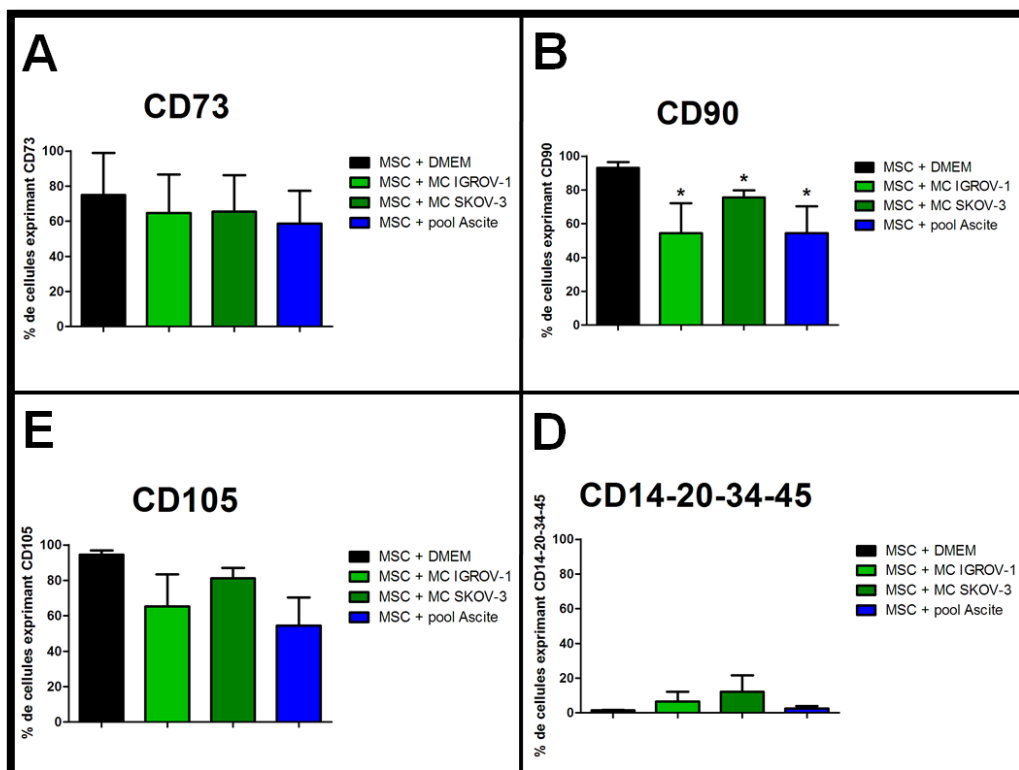 A
CD73
% de cellules exprimant CD73
100
80
60
40
20
0
MSC + DMEM
MSC + MC IGROV-1
MSC + MC SKOV-3
MSC + pool Ascite
B
CD90
% de cellules exprimant CD90
100
80
60
40
20
0
* * *
MSC + DMEM
MSC + MC IGROV-1
MSC + MC SKOV-3
MSC + pool Ascite
E
CD105
% de cellules exprimant CD105
100
80
60
40
20
0
MSC + DMEM
MSC + MC IGROV-1
MSC + MC SKOV-3
MSC + pool Ascite
D
CD14-20-34-45
% de cellules exprimant CD14-20-34-45
100
80
60
40
20
0
MSC + DMEM
MSC + MC IGROV-1
MSC + MC SKOV-3
MSC + pool Ascite